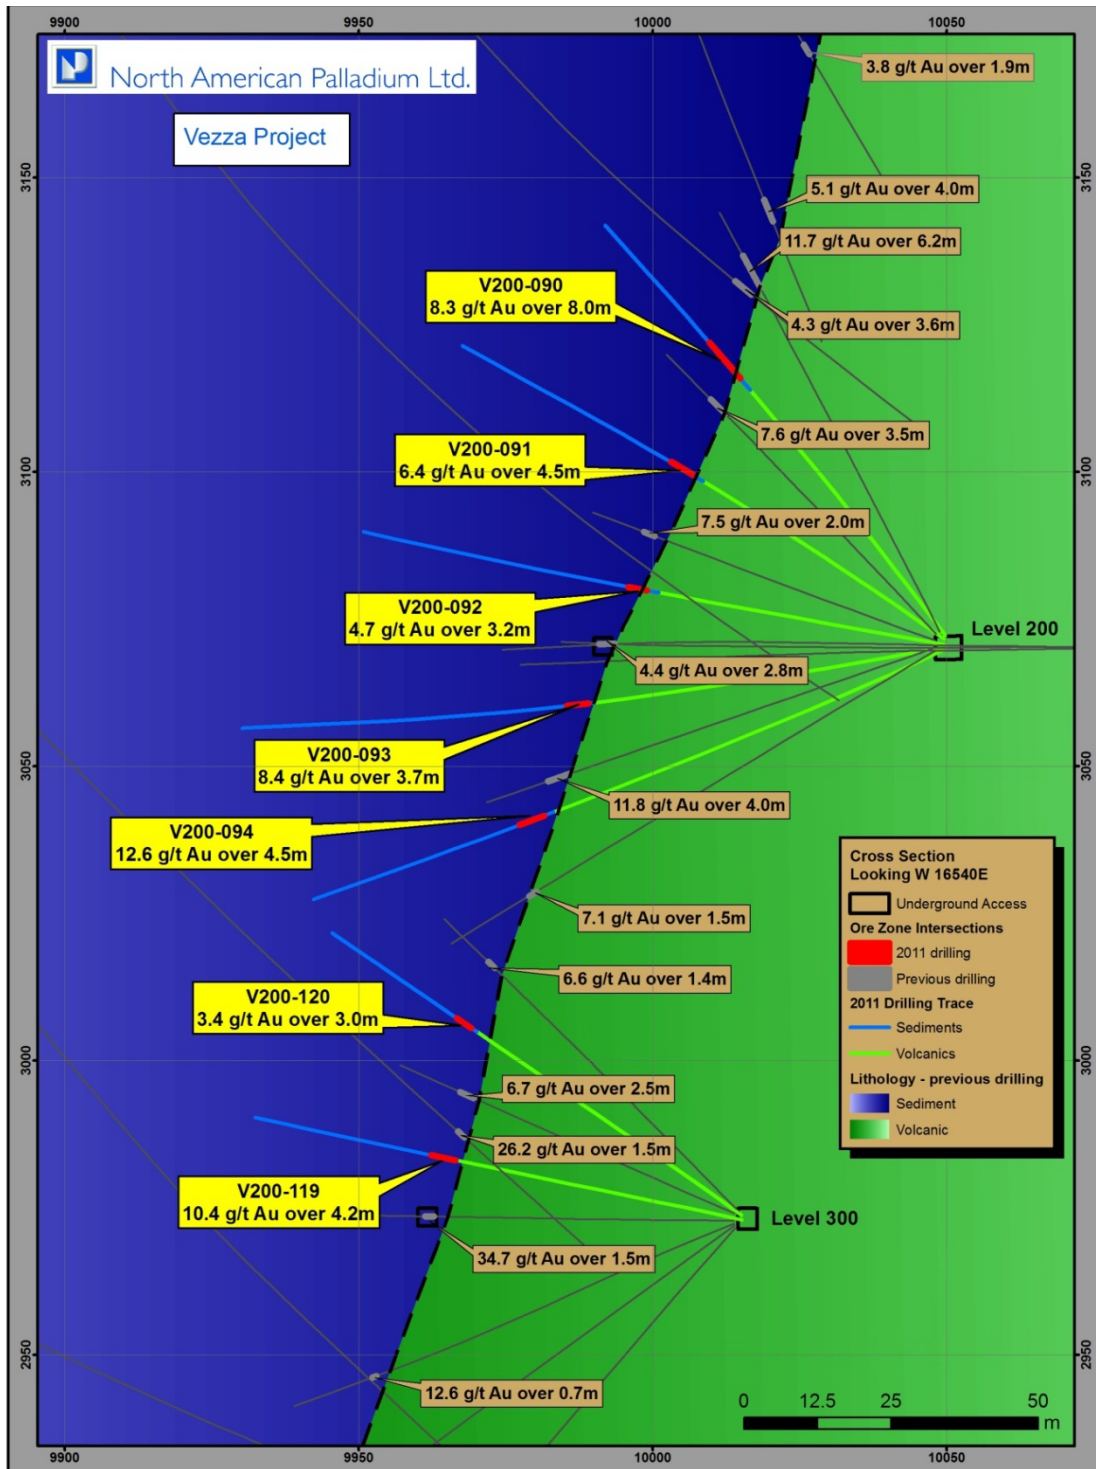 9900
9950
10000
10050
NP
North American Palladium Ltd.
Vezza Project
3.8 g/t Au over 1.9m
3150
3150
5.1 g/t Au over 4.0m
11.7 g/t Au over 6.2m
V200-090
8.3 g/t Au over 8.0m
4.3 g/t Au over 3.6m
7.6 g/t Au over 3.5m
V200-091
6.4 g/t Au over 4.5m
3100
3100
7.5 g/t Au over 2.0m
V200-092
4.7 g/t Au over 3.2m
Level 200
4.4 g/t Au over 2.8m
V200-093
8.4 g/t Au over 3.7m
3050
3050
11.8 g/t Au over 4.0m
V200-094
12.6 g/t Au over 4.5m
7.1 g/t Au over 1.5m
6.6 g/t Au over 1.4m
V200-120
3.4 g/t Au over 3.0m
3000
3000
6.7 g/t Au over 2.5m
26.2 g/t Au over 1.5m
V200-119
10.4 g/t Au over 4.2m
Level 300
34.7 g/t Au over 1.5m
2950
2950
12.6 g/t Au over 0.7m
Cross Section
Looking W 16540E
Underground Access
Ore Zone Intersections
2011 drilling
Previous drilling
2011 Drilling Trace
Sediments
Volcanics
Lithology - previous drilling
Sediment
Volcanic
0 12.5 25 50
m
9900
9950
10000
10050